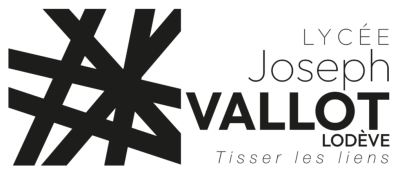 LYCÉE
Joseph
VALLOT
LODÈVE
Tisser les liens